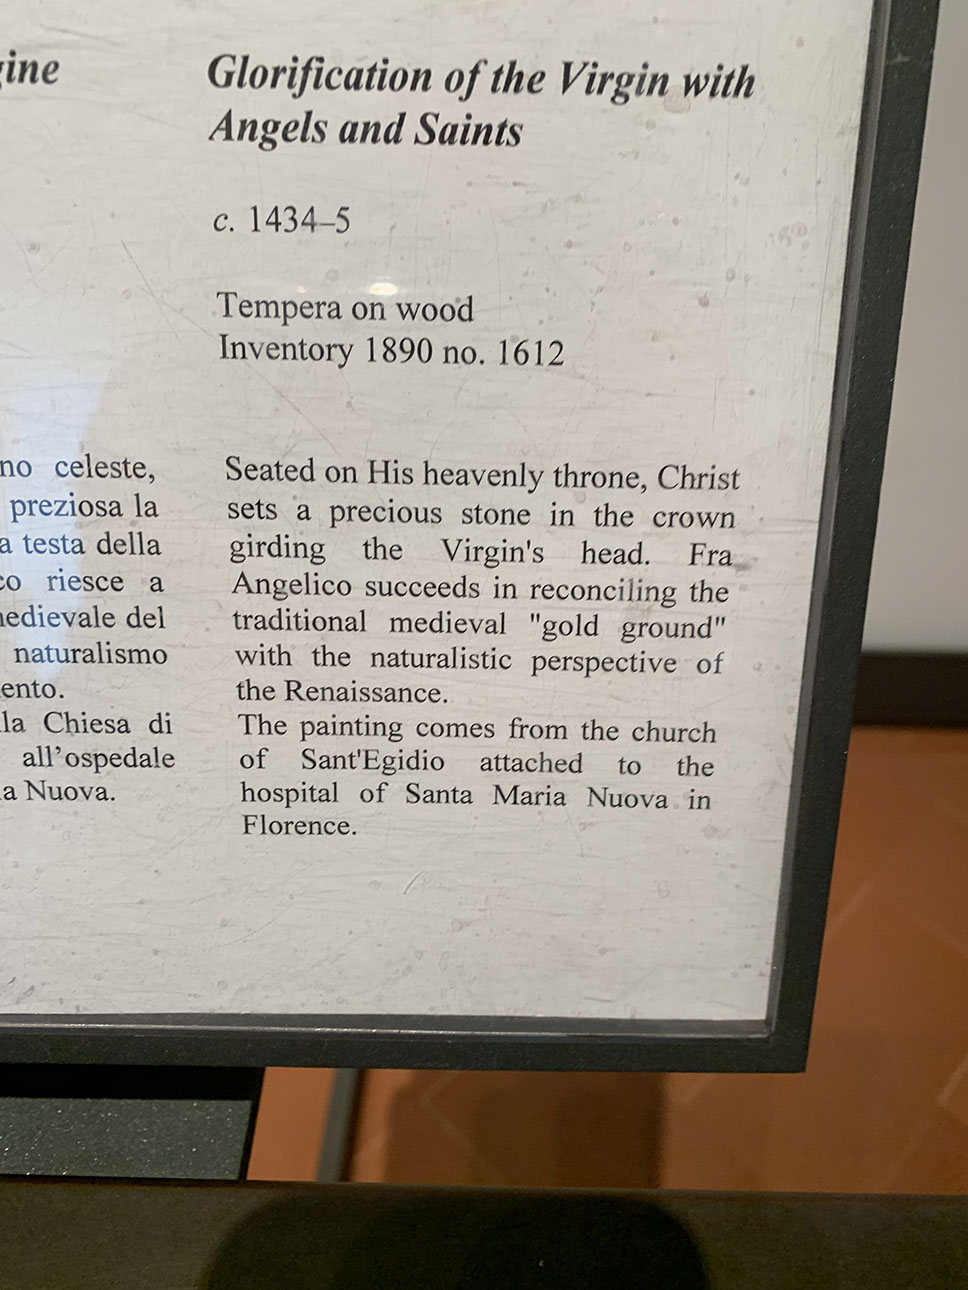 Glorification of the Virgin with
Angels and Saints
c. 1434–5
Tempera on wood
Inventory 1890 no. 1612
no celeste,
preziosa la
a testa della
riesce a
del
naturalismo
la Chiesa di
all’ospedale
a Nuova.
Seated on His heavenly throne, Christ
sets a precious stone in the crown
girding the Virgin's head. Fra
Angelico succeeds in reconciling the
traditional medieval "gold ground"
with the naturalistic perspective of
the Renaissance.
The painting comes from the church
of Sant'Egidio attached to the
hospital of Santa Maria Nuova in
Florence.